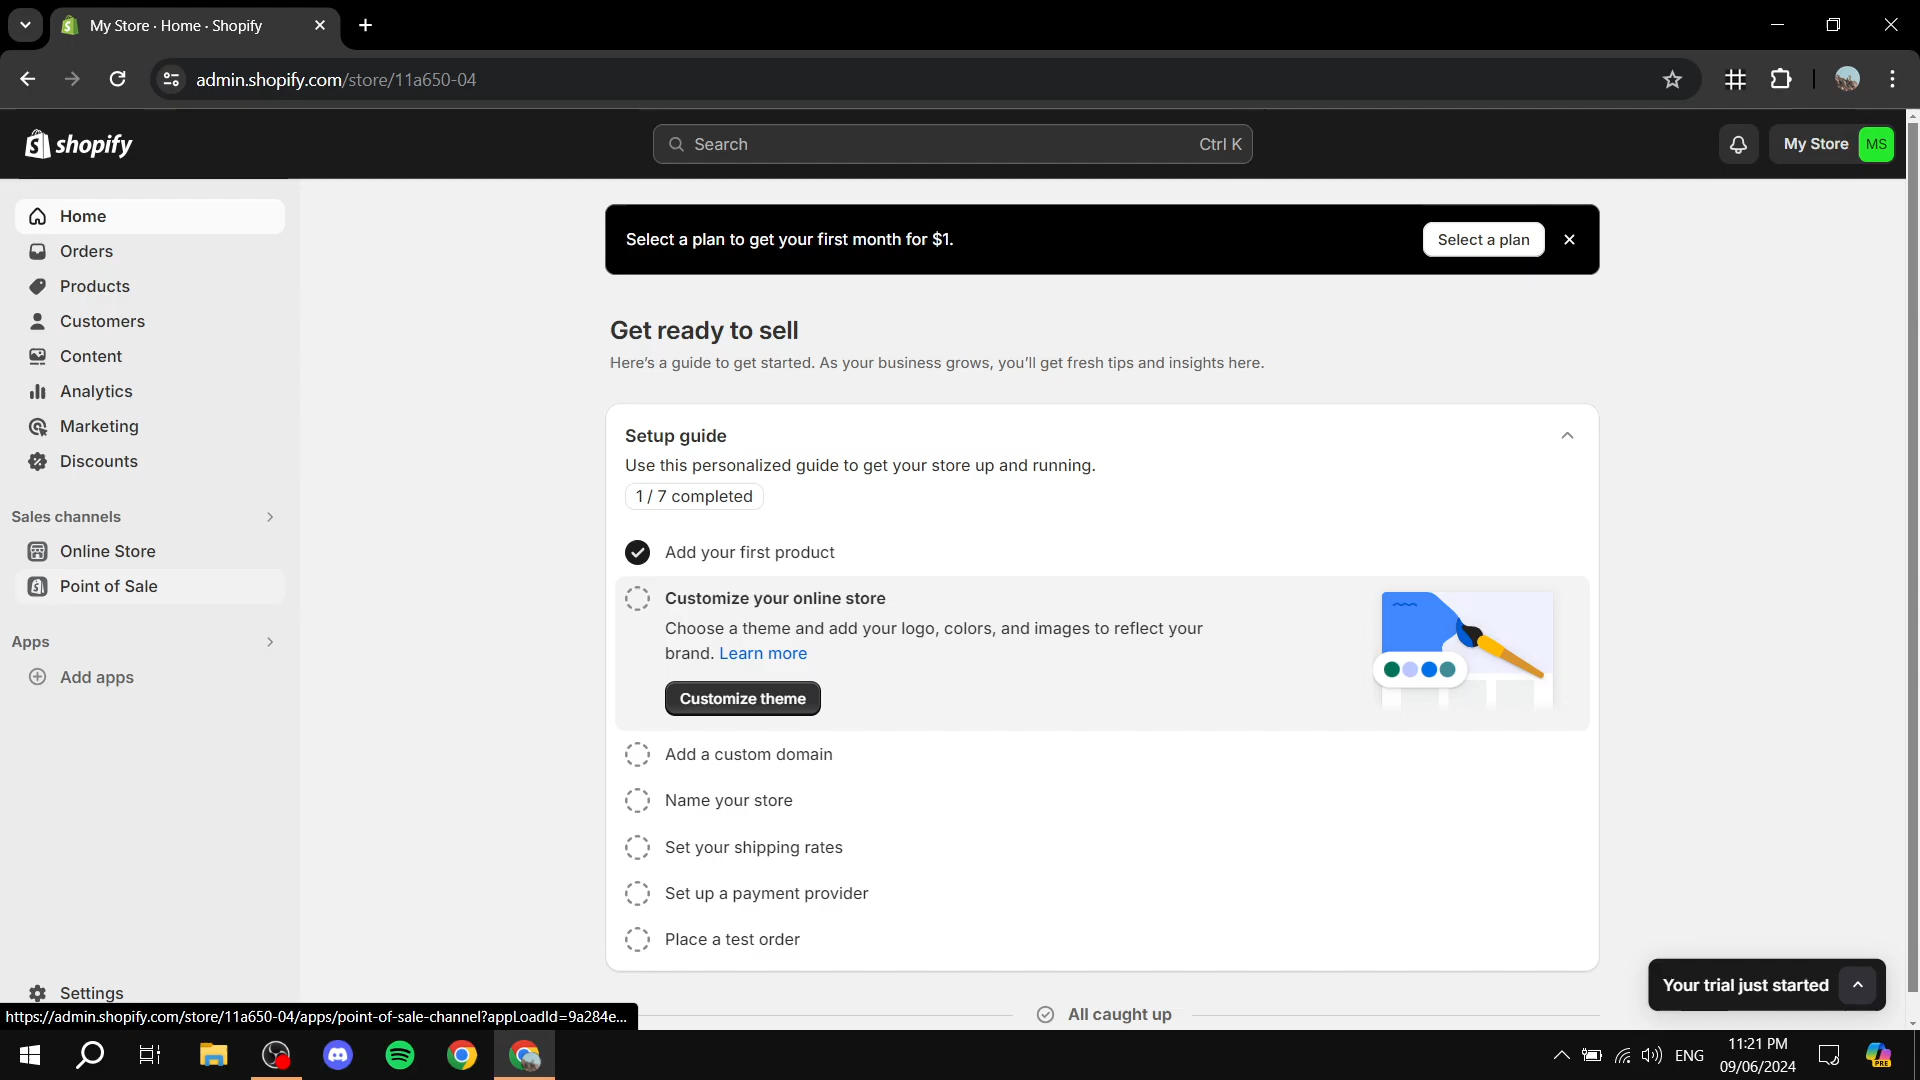 My Store · Home · Shopify
admin.shopify.com/store/11a650-04
shopify
Search
Ctrl K
My Store
MS
Home
Orders
Products
Customers
Content
Analytics
Marketing
Discounts
Sales channels
Online Store
Point of Sale
Apps
Add apps
Settings
Select a plan to get your first month for $1.
Select a plan
Get ready to sell
Here's a guide to get started. As your business grows, you'll get fresh tips and insights here.
Setup guide
Use this personalized guide to get your store up and running.
1 / 7 completed
Add your first product
Customize your online store
Choose a theme and add your logo, colors, and images to reflect your
brand. Learn more
Customize theme
Add a custom domain
Name your store
Set your shipping rates
Set up a payment provider
Place a test order
All caught up
Your trial just started
https://admin.shopify.com/store/11a650-04/apps/point-of-sale-channel?appLoadId=9a284e...
ENG
11:21 PM
09/06/2024
PRE